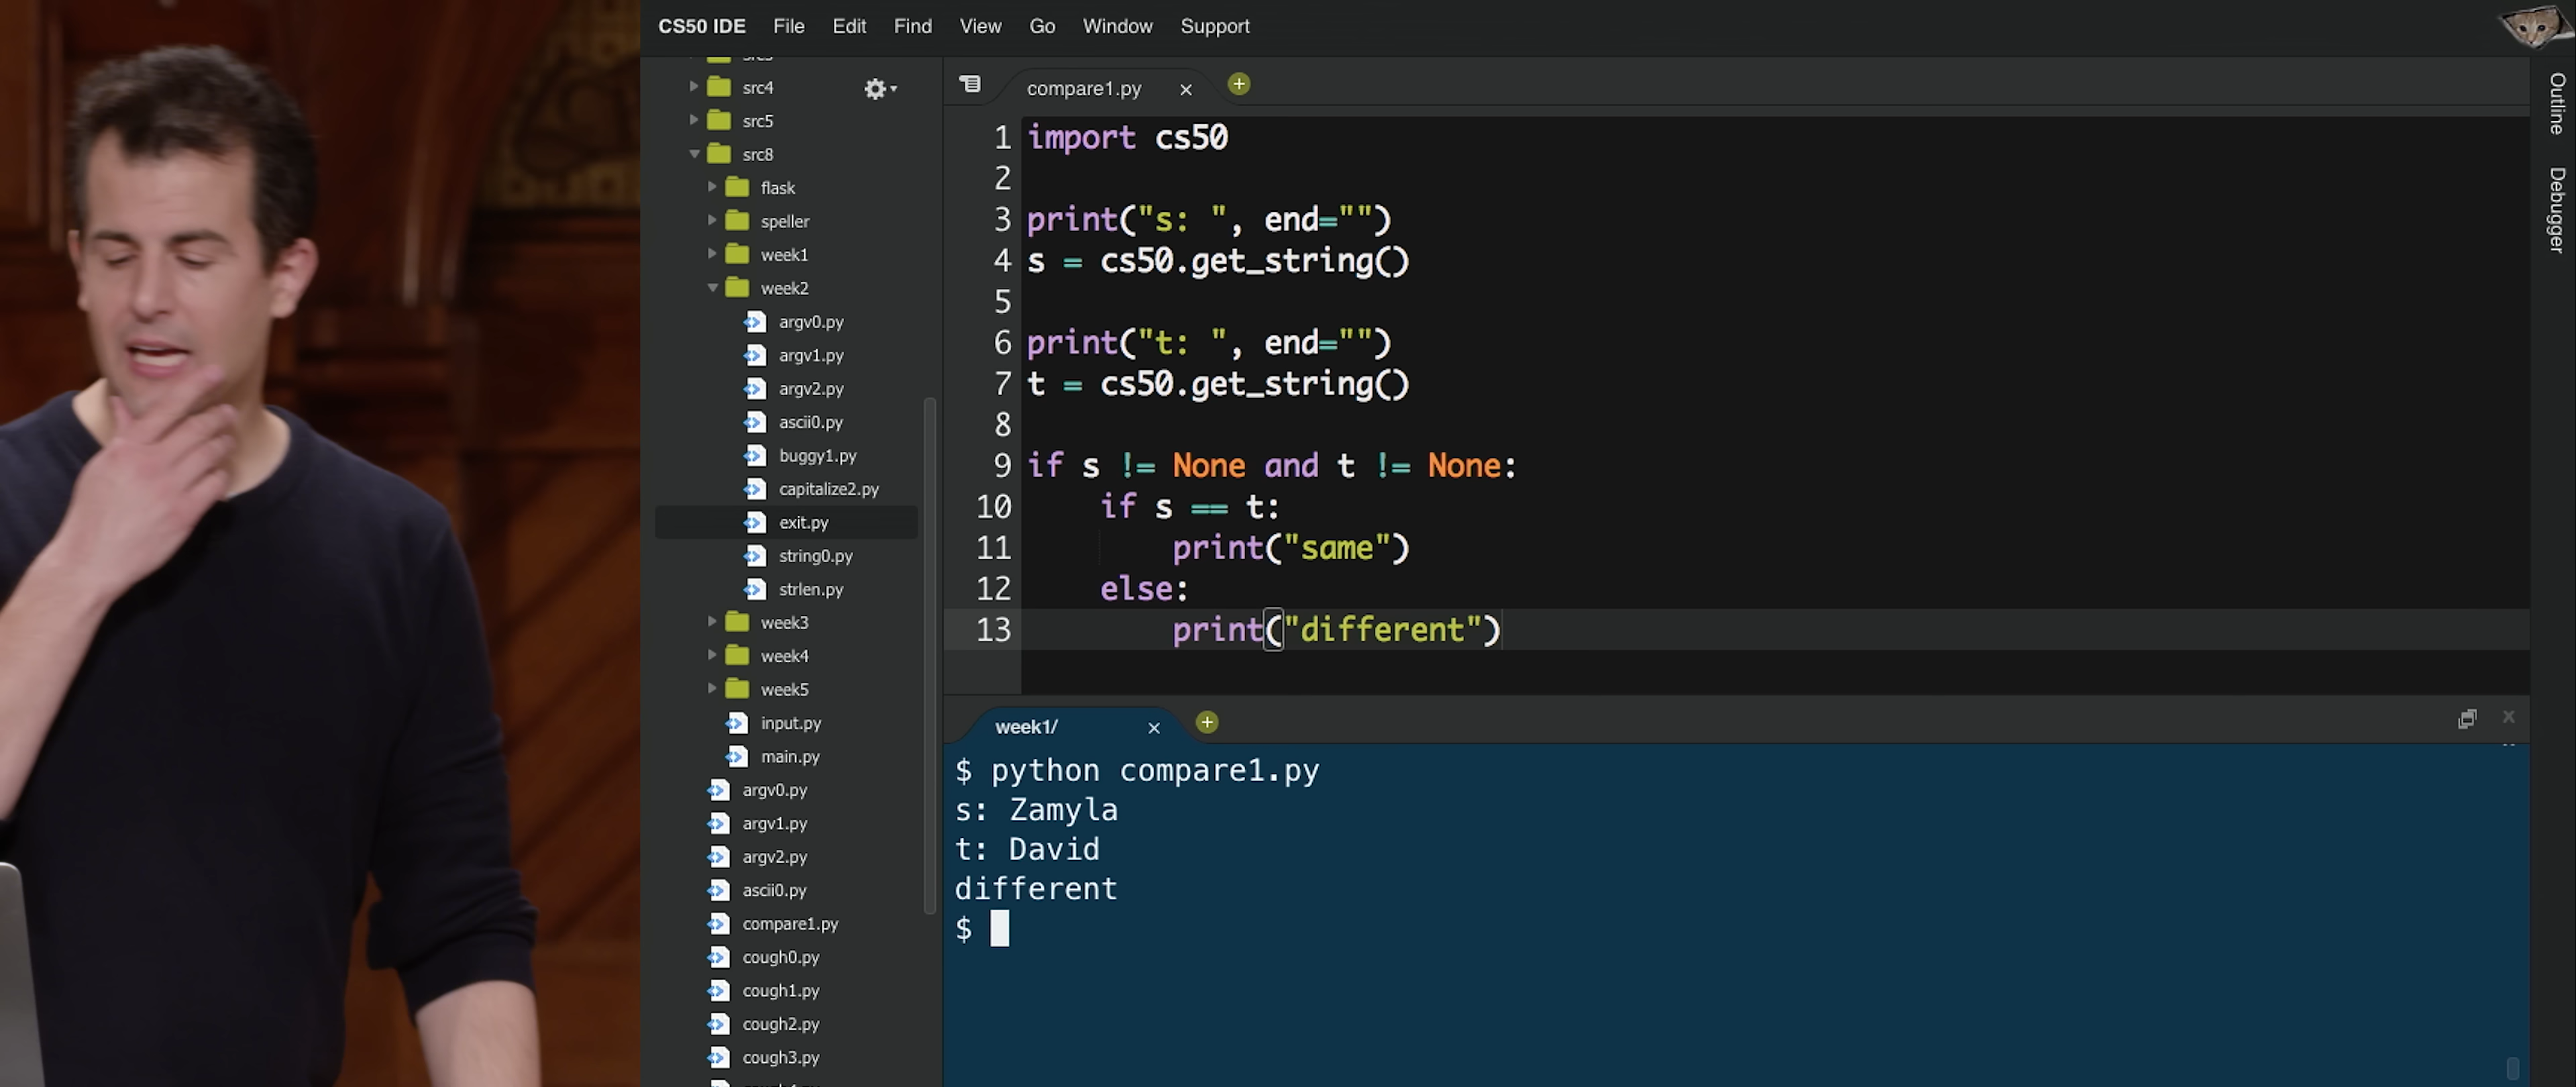 CS50 IDE File Edit Find View Go Window Support
src4
src5
src8
flask
speller
week1
week2
argv0.py
argv1.py
argv2.py
ascii0.py
buggy1.py
capitalize2.py
exit.py
string0.py
strlen.py
week3
week4
week5
input.py
main.py
argv0.py
argv1.py
argv2.py
ascii0.py
compare1.py
cough0.py
cough1.py
cough2.py
cough3.py
compare1.py
1 import cs50
2
3 print("s: ", end="")
4 s = cs50.get_string()
5
6 print("t: ", end="")
7 t = cs50.get_string()
8
9 if s != None and t != None:
10 if s == t:
11 print("same")
12 else:
13 print("different")
week1/
$ python compare1.py
s: Zamyla
t: David
different
$
Outline
Debugger